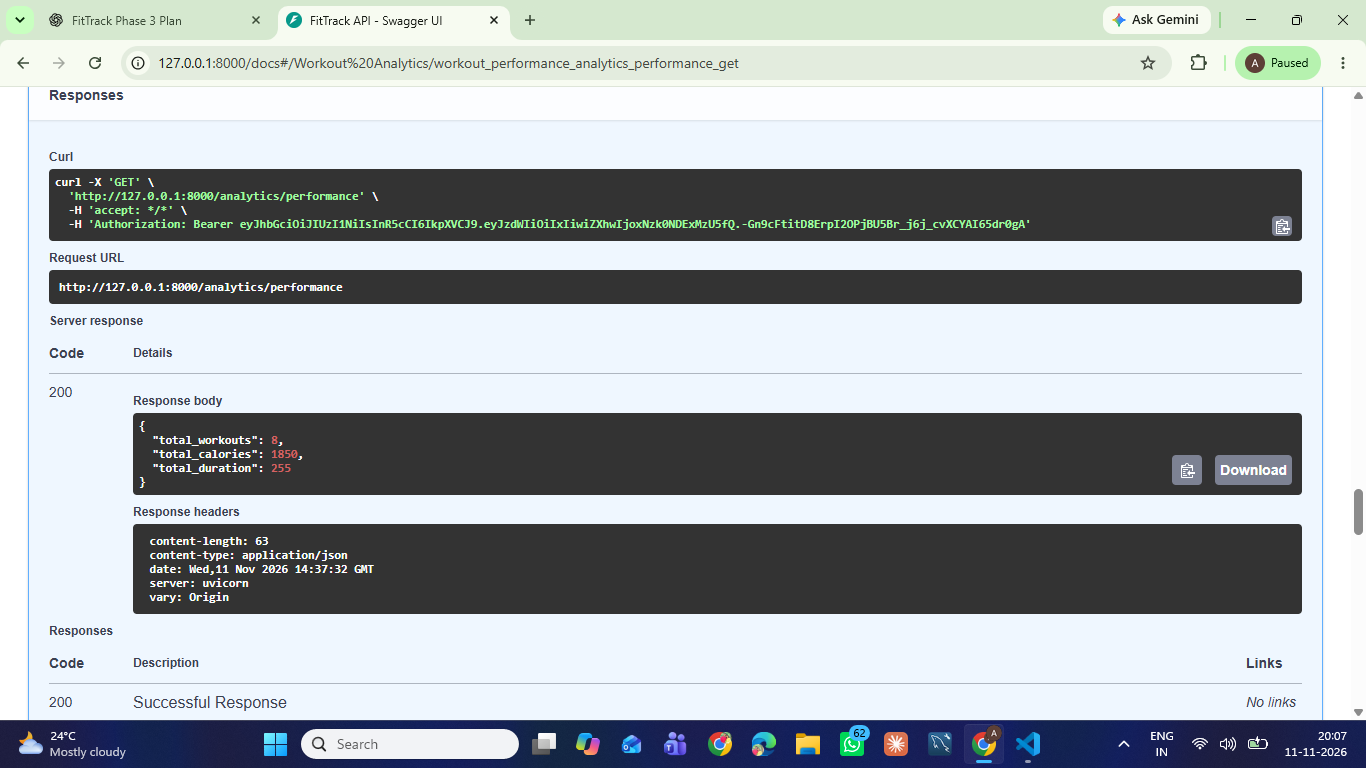 FitTrack Phase 3 Plan
FitTrack API - Swagger UI
Ask Gemini
127.0.0.1:8000/docs#/Workout%20Analytics/workout_performance_analytics_performance_get
A
Paused
Responses
Curl
curl -X 'GET' \
'http://127.0.0.1:8000/analytics/performance' \
-H 'accept: */*' \
-H 'Authorization: Bearer eyJhbGciOiJIUzI1NiIsInR5cCI6IkpXVCJ9.eyJzdWIiOiIxIiwiZXhwIjoxNzk0NDExMzU5fQ.-Gn9cFtitD8ErpI2OPjBU5Br_j6j_cvXCYAI65dr0gA'
Request URL
http://127.0.0.1:8000/analytics/performance
Server response
Code Details
200
Response body
{
"total_workouts": 8,
"total_calories": 1850,
"total_duration": 255
}
Download
Response headers
content-length: 63
content-type: application/json
date: Wed,11 Nov 2026 14:37:32 GMT
server: uvicorn
vary: Origin
Responses
Code Description Links
200 Successful Response No links
24°C
Mostly cloudy
Search
62
A
ENG
IN
20:07
11-11-2026